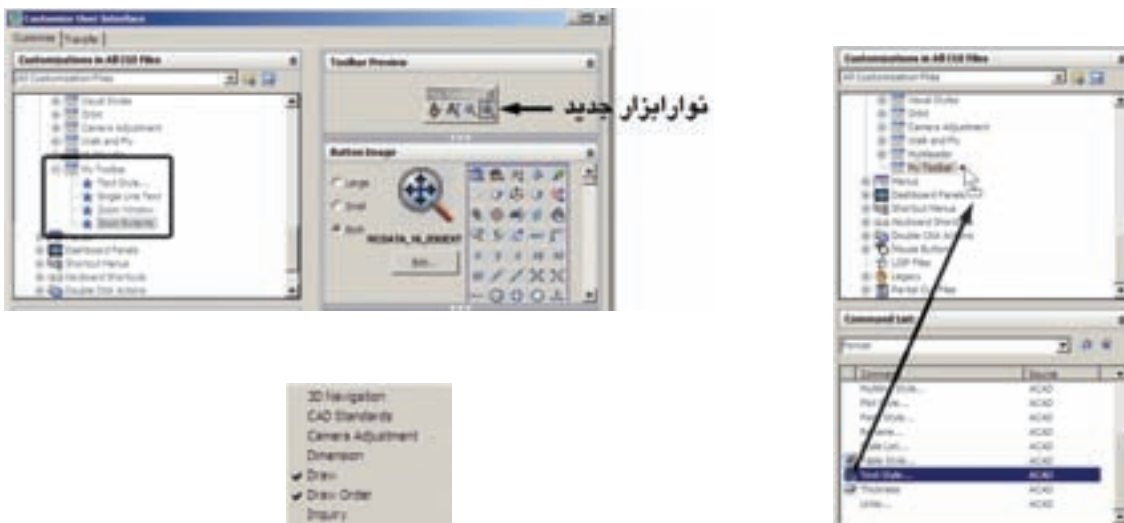 Customize User Interface
Customize Transfer
Customizations in All CUI Files
All Customization Files
Visual Styles
Orbit
Camera Adjustment
Walk and Fly
My Toolbar
Text Style...
Single Line Text
Zoom Window
Zoom Extents
Dashboard Panels
Shortcut Menus
Keyboard Shortcuts
Double Click Actions
Toolbar Preview
نوارابزار جدید
Button Image
Large
Small
Both
RCDATA_16_ZOOEXT
Edit...
Customizations in All CUI Files
All Customization Files
Visual Styles
Orbit
Camera Adjustment
Walk and Fly
Multileader
My Toolbar
Menus
Dashboard Panels
Shortcut Menus
Keyboard Shortcuts
Double Click Actions
Mouse Buttons
LISP Files
Legacy
Partial CUI Files
Command List:
Format
Command Source
Multiline Style... ACAD
Plot Style... ACAD
Point Style... ACAD
Rename... ACAD
ACAD
Table Style... ACAD
Text Style... ACAD
Thickness ACAD
Units... ACAD
3D Navigation
CAD Standards
Camera Adjustment
Dimension
Draw
Draw Order
Inquiry